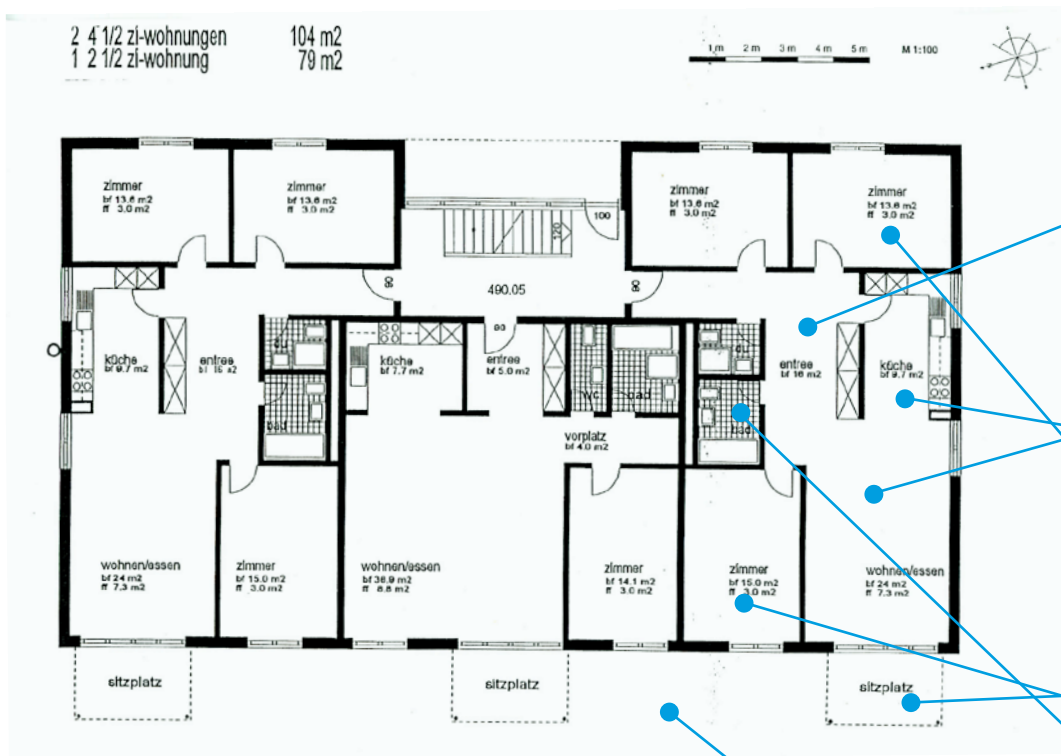 2 4 1/2 zi-wohnungen 104 m2
1 2 1/2 zi-wohnung 79 m2
1 m 2 m 3 m 4 m 5 m M 1:100
zimmer
bf 13.6 m2
ff 3.0 m2
zimmer
bf 13.6 m2
ff 3.0 m2
zimmer
bf 13.6 m2
ff 3.0 m2
zimmer
bf 13.6 m2
ff 3.0 m2
100
120
90
490.05
90
küche
bf 9.7 m2
entree
bf 16 m2
du
bad
küche
bf 7.7 m2
90
entree
bf 5.0 m2
wc
bad
vorplatz
bf 4.0 m2
du
bad
entree
bf 16 m2
küche
bf 9.7 m2
wohnen/essen
bf 24 m2
ff 7.3 m2
zimmer
bf 15.0 m2
ff 3.0 m2
wohnen/essen
bf 36.9 m2
ff 8.8 m2
zimmer
bf 14.1 m2
ff 3.0 m2
zimmer
bf 15.0 m2
ff 3.0 m2
wohnen/essen
bf 24 m2
ff 7.3 m2
sitzplatz
sitzplatz
sitzplatz